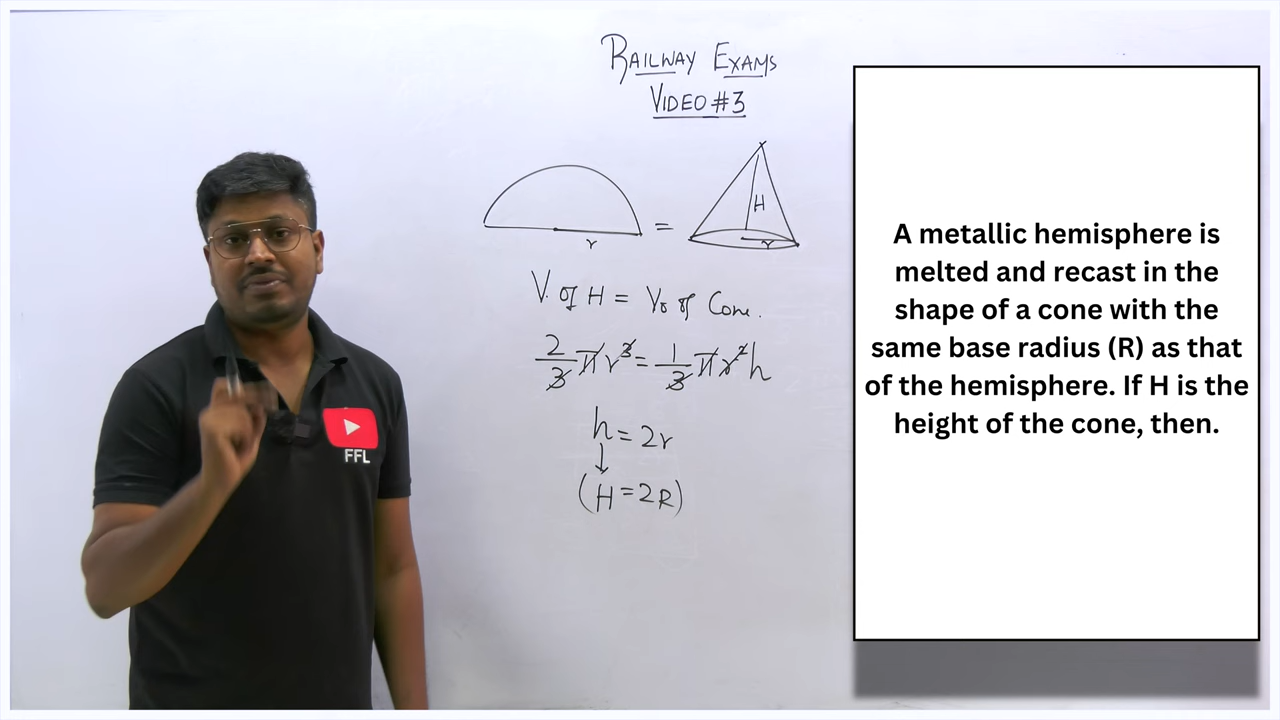 RAILWAY EXAMS
VIDEO #3
r
=
H
r
V. of H = Vo of Cone.
2/3 πr³ = 1/3 πr²h
h = 2r
↓
(H = 2R)
FFL
A metallic hemisphere is
melted and recast in the
shape of a cone with the
same base radius (R) as that
of the hemisphere. If H is the
height of the cone, then.